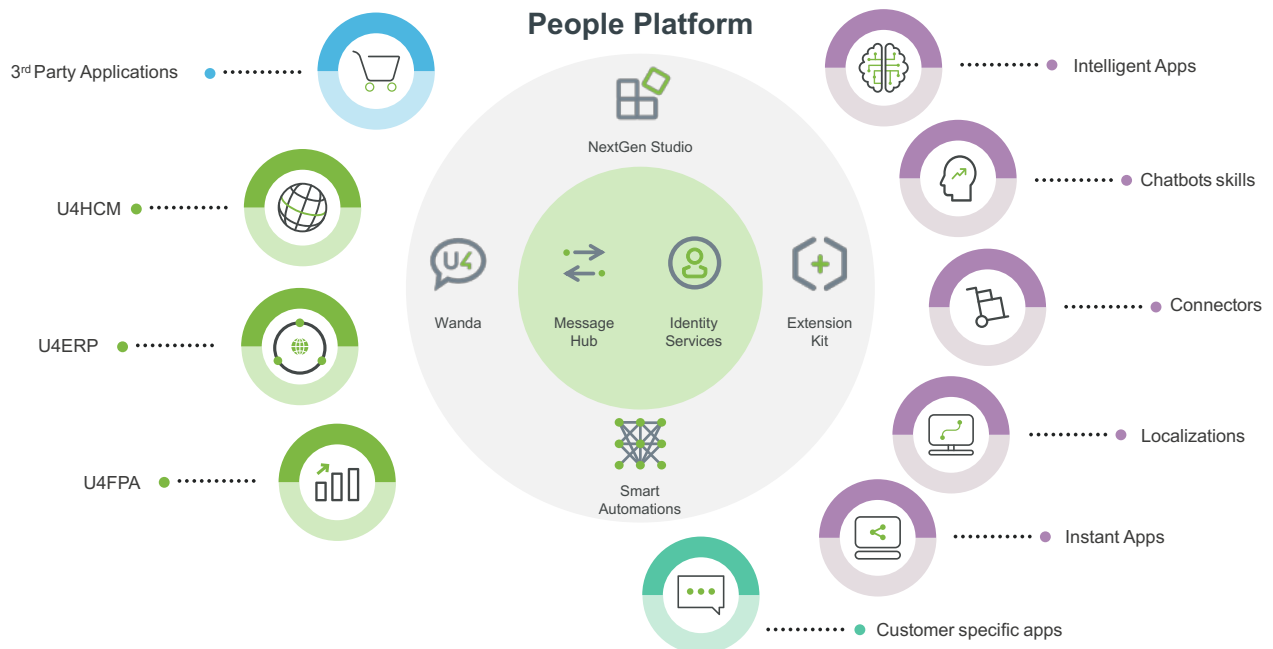 People Platform
3rd Party Applications
U4HCM
U4ERP
U4FPA
NextGen Studio
U4
Wanda
Message
Hub
Identity
Services
Extension
Kit
Smart
Automations
Intelligent Apps
Chatbots skills
Connectors
Localizations
Instant Apps
Customer specific apps